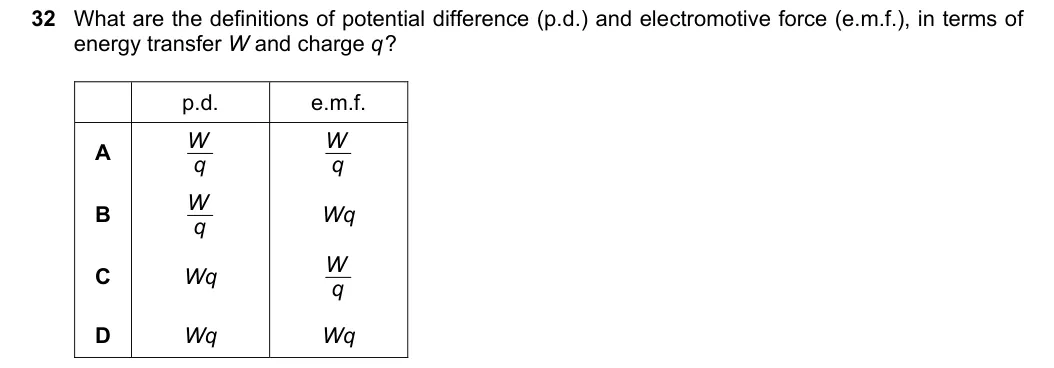 32 What are the definitions of potential difference (p.d.) and electromotive force (e.m.f.), in terms of
energy transfer W and charge q?
p.d. e.m.f.
A W/q W/q
B W/q Wq
C Wq W/q
D Wq Wq